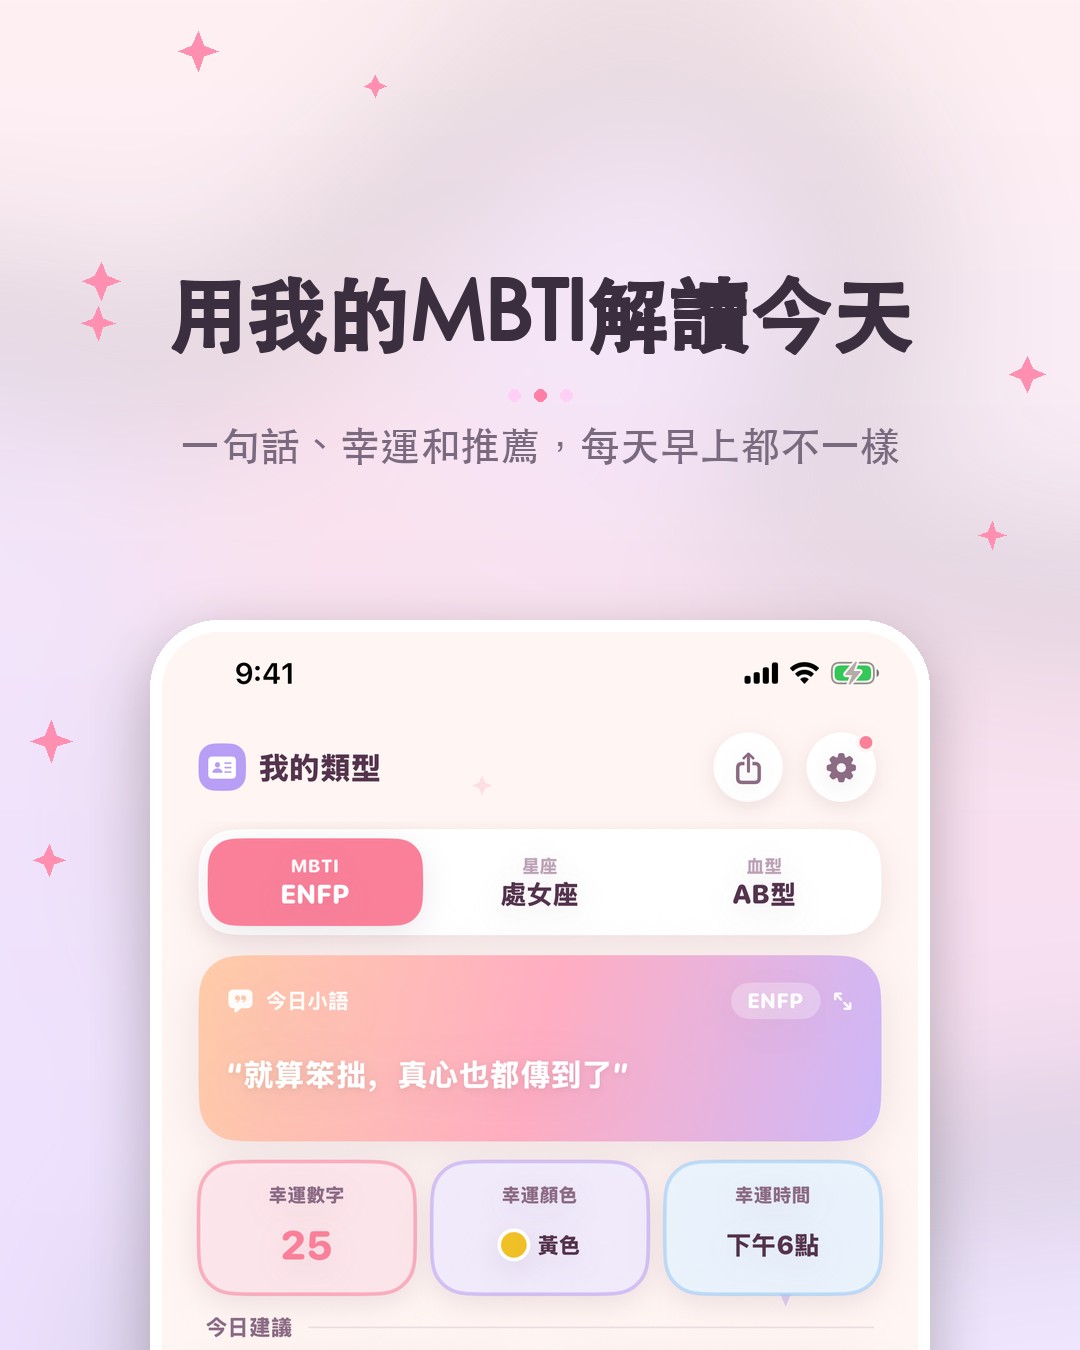 用我的MBTI解讀今天
一句話、幸運和推薦，每天早上都不一樣
9:41
我的類型
MBTI
ENFP
星座
處女座
血型
AB型
今日小語
ENFP
"就算笨拙，真心也都傳到了"
幸運數字
25
幸運顏色
黃色
幸運時間
下午6點
今日建議